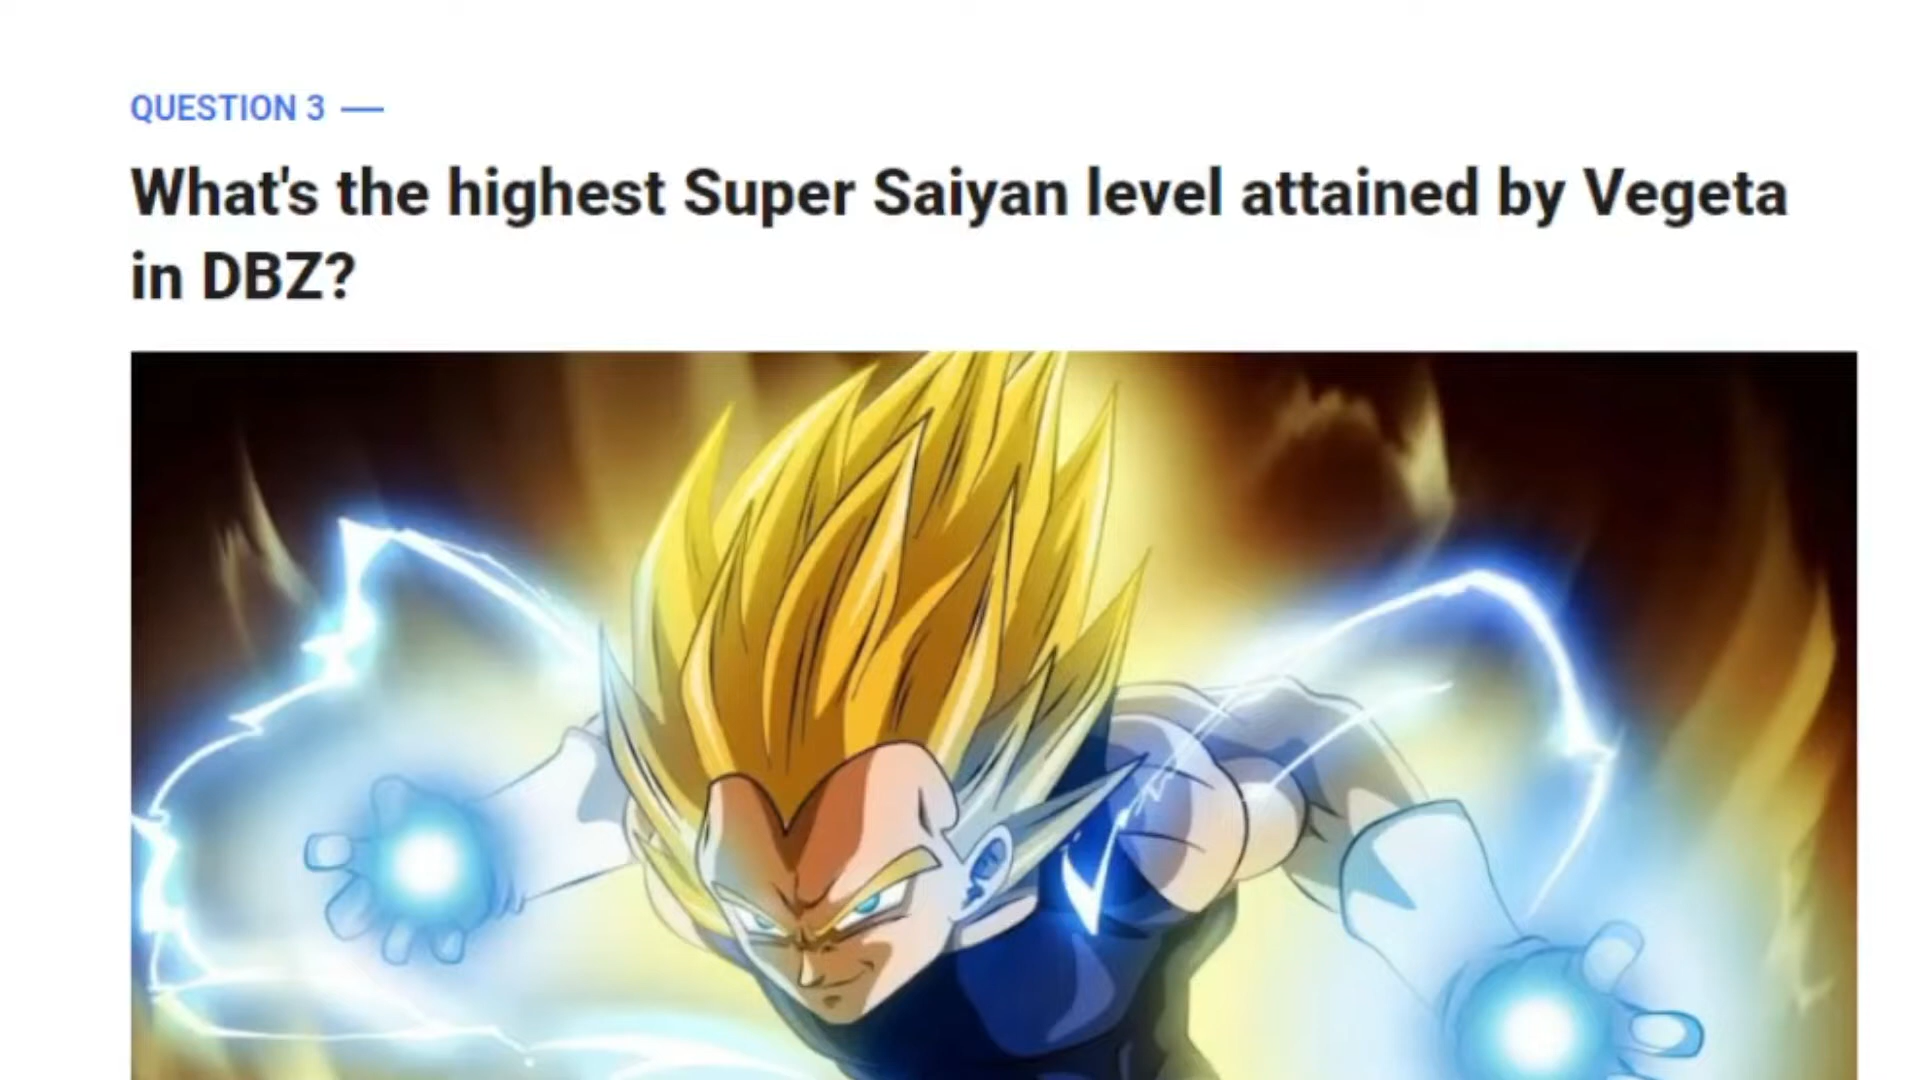 QUESTION 3 —
What's the highest Super Saiyan level attained by Vegeta
in DBZ?